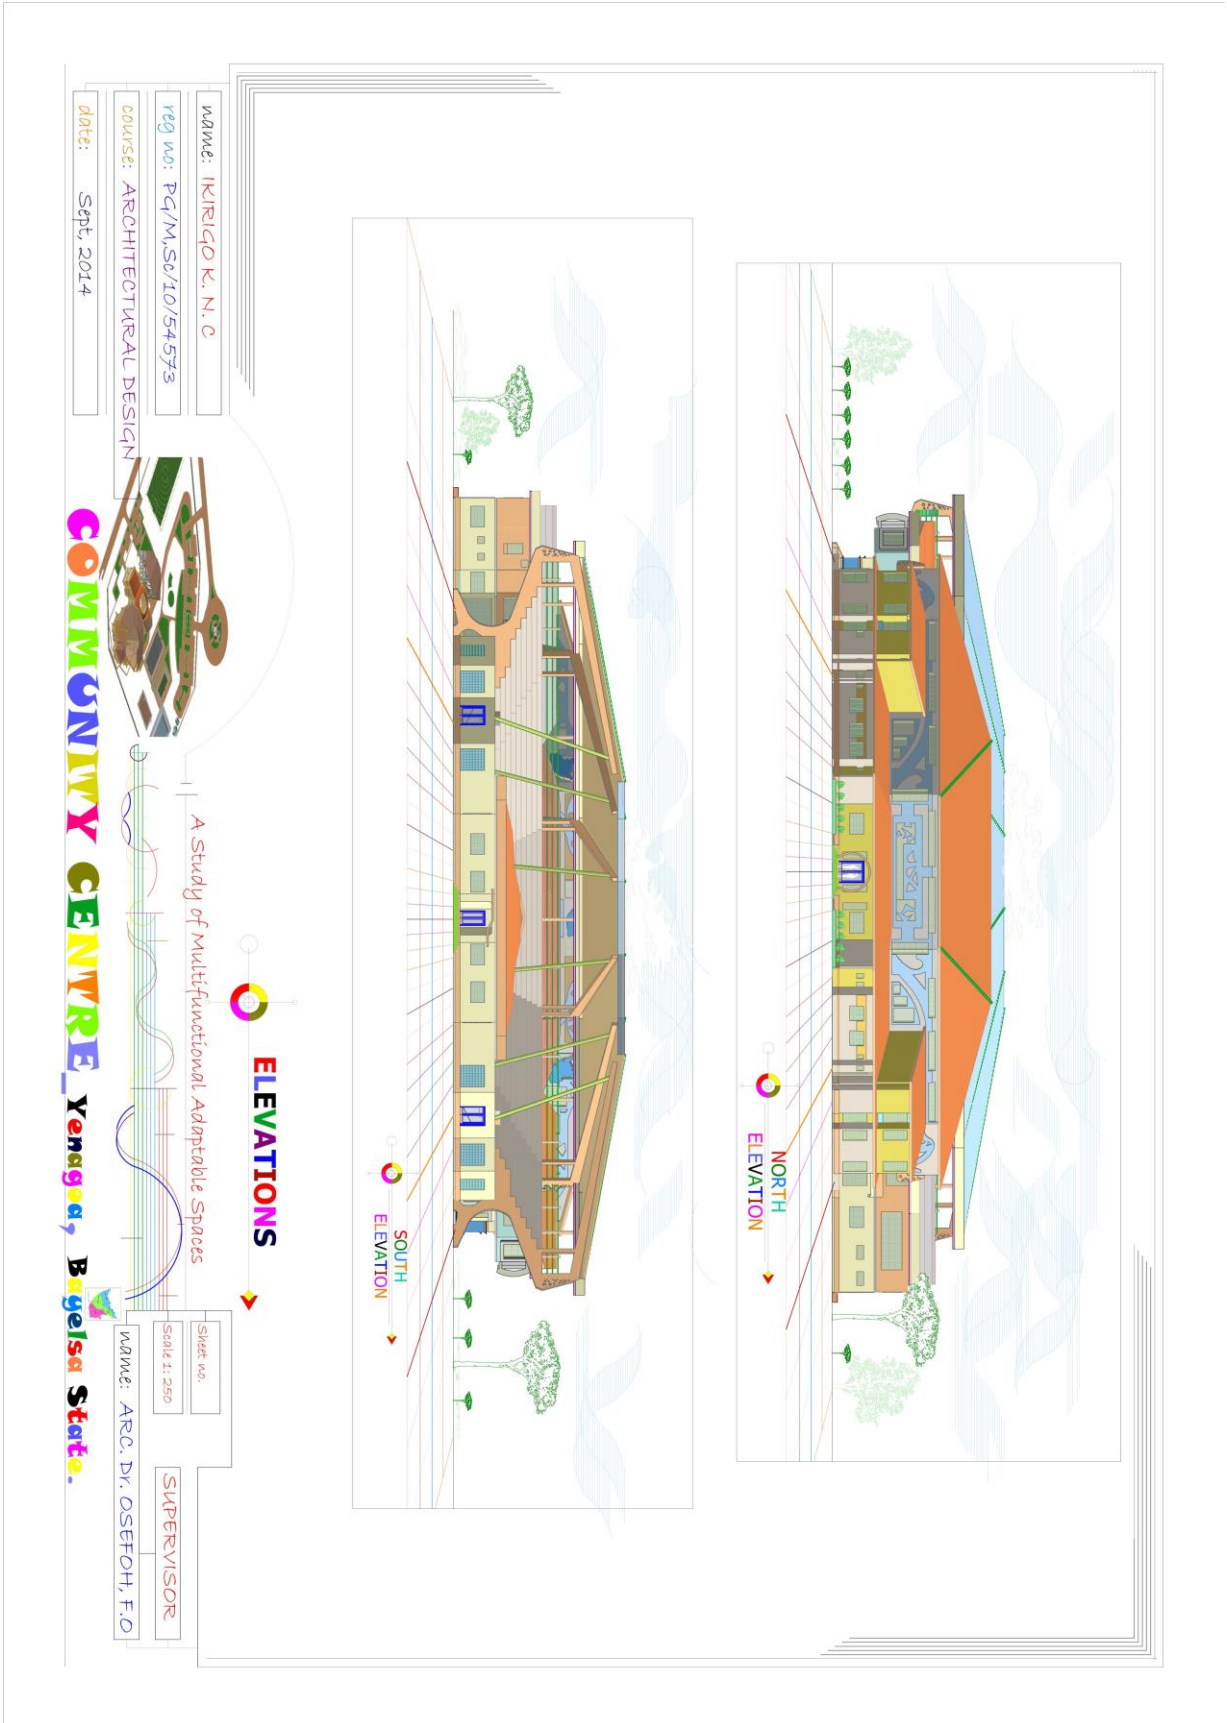 NORTH
ELEVATION
SOUTH
ELEVATION
ELEVATIONS
name: IKIRIGO K. N. C
reg no: PG/M.Sc/10/54573
course: ARCHITECTURAL DESIGN
date: Sept, 2014
A Study of Multifunctional Adaptable Spaces
COMMUNITY CENTRE_Yenagoa, Bayelsa State.
Sheet no.
Scale 1: 250
SUPERVISOR
name: ARC. Dr. OSEFOH, F.O